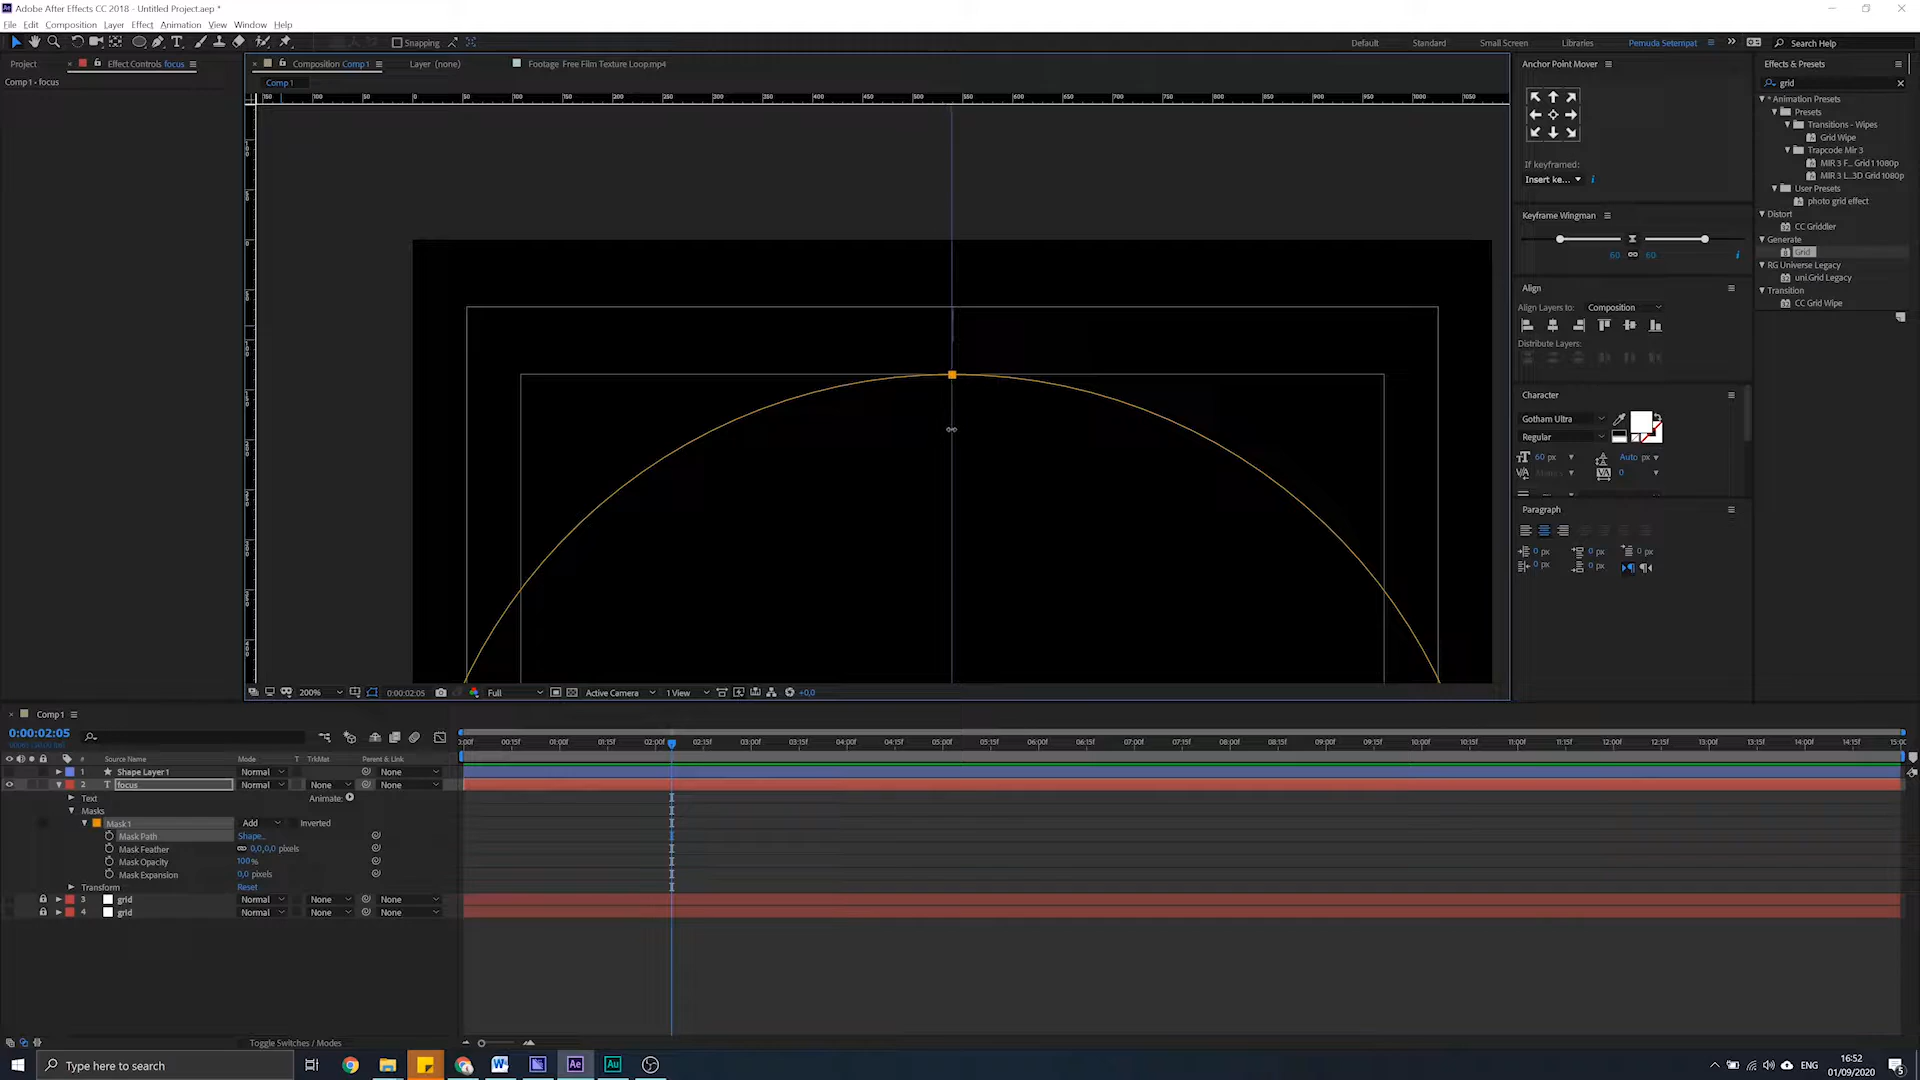 Adobe After Effects CC 2018 - Untitled Project.aep *
File Edit Composition Layer Effect Animation View Window Help
Snapping
Default Standard Small Screen Libraries Pemuda Setempat Search Help
Project Effect Controls focus
Comp 1 • focus
Composition Comp 1 Layer (none) Footage Free Film Texture Loop.mp4
Comp 1
Anchor Point Mover
If keyframed:
Insert ke...
Keyframe Wingman
60 60
Align
Align Layers to: Composition
Distribute Layers:
Character
Gotham Ultra
Regular
60 px Auto px
0
Paragraph
0 px 0 px 0 px
0 px 0 px
Effects & Presets
grid
* Animation Presets
Presets
Transitions - Wipes
Grid Wipe
Trapcode Mir 3
MIR 3 F... Grid 1 1080p
MIR 3 L...3D Grid 1080p
User Presets
photo grid effect
Distort
CC Griddler
Generate
Grid
RG Universe Legacy
uni.Grid Legacy
Transition
CC Grid Wipe
200% 0:00:02:05 Full Active Camera 1 View +0,0
Comp 1
0:00:02:05
:00f 00:15f 01:00f 01:15f 02:00f 02:15f 03:00f 03:15f 04:00f 04:15f 05:00f 05:15f 06:00f 06:15f 07:00f 07:15f 08:00f 08:15f 09:00f 09:15f 10:00f 10:15f 11:00f 11:15f 12:00f 12:15f 13:00f 13:15f 14:00f 14:15f 15:00
# Source Name Mode T TrkMat Parent & Link
1 Shape Layer 1 Normal None
2 T focus Normal None None
Text Animate:
Masks
Mask 1 Add Inverted
Mask Path Shape...
Mask Feather 0,0,0,0 pixels
Mask Opacity 100%
Mask Expansion 0,0 pixels
Transform Reset
3 grid Normal None None
4 grid Normal None None
Toggle Switches / Modes
Type here to search
ENG
16:52
01/09/2020